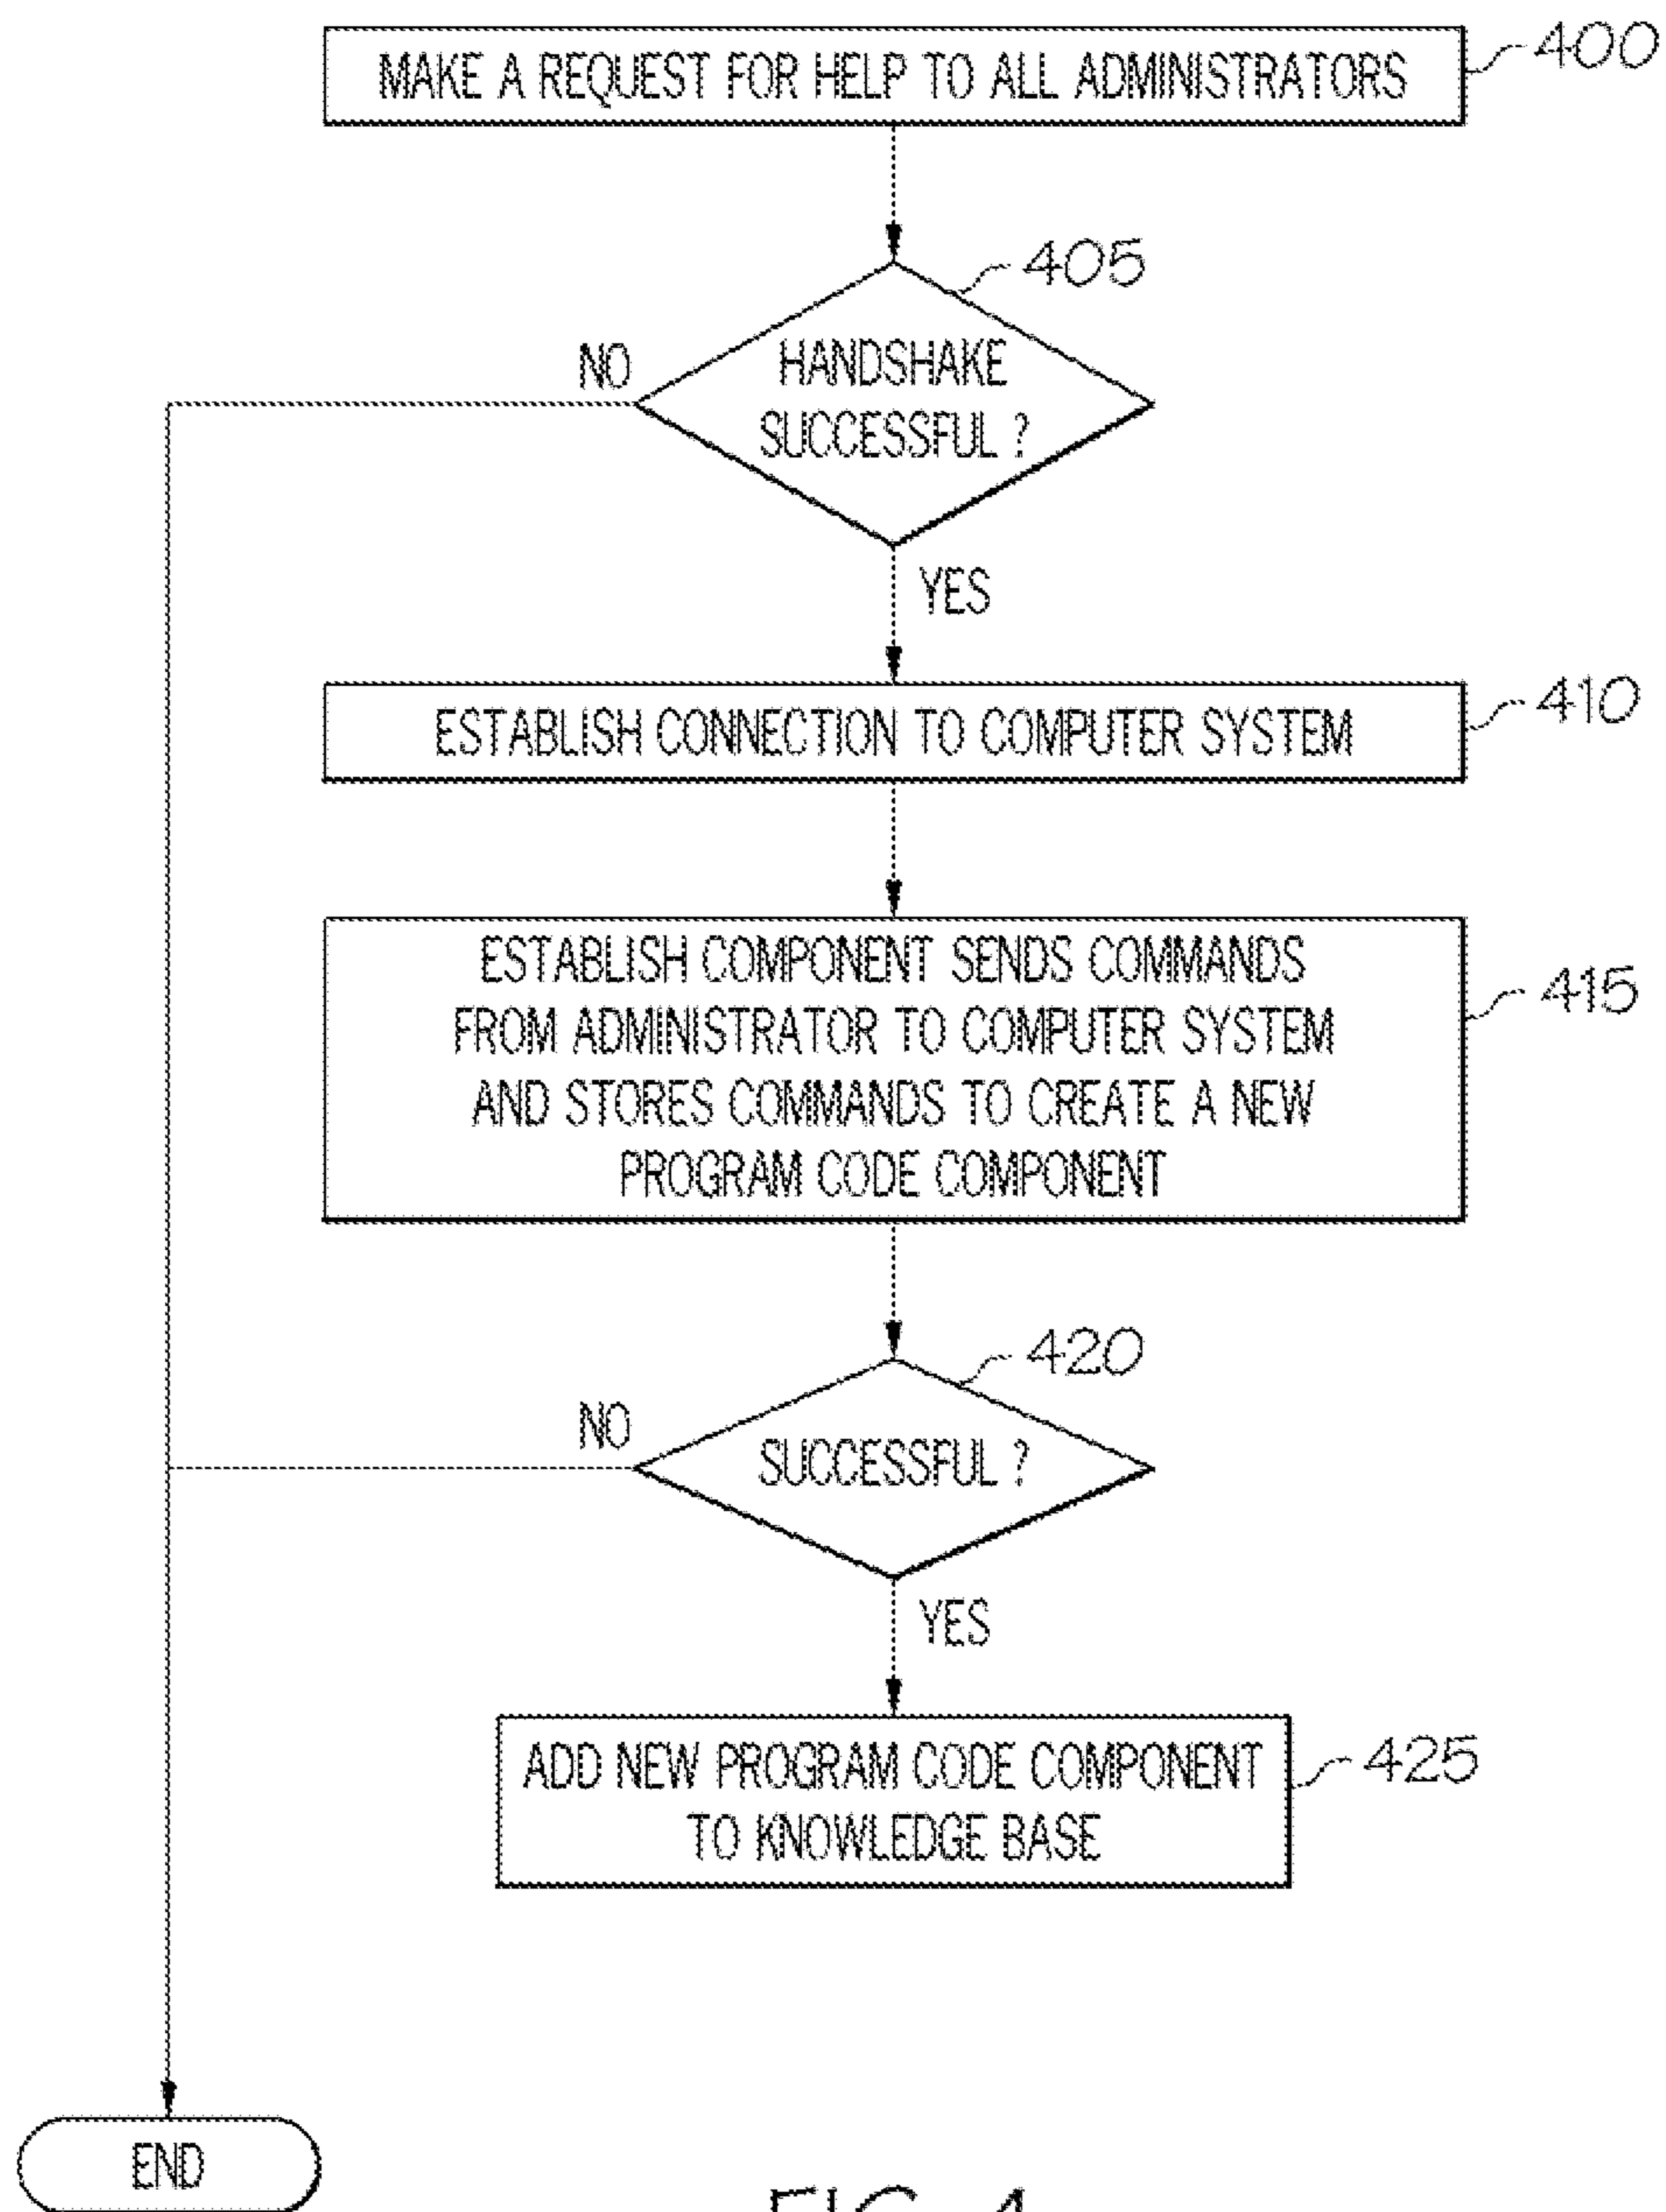 MAKE A REQUEST FOR HELP TO ALL ADMINISTRATORS
400
405
HANDSHAKE
SUCCESSFUL ?
NO
YES
ESTABLISH CONNECTION TO COMPUTER SYSTEM
410
ESTABLISH COMPONENT SENDS COMMANDS
FROM ADMINISTRATOR TO COMPUTER SYSTEM
AND STORES COMMANDS TO CREATE A NEW
PROGRAM CODE COMPONENT
415
420
NO
SUCCESSFUL ?
YES
ADD NEW PROGRAM CODE COMPONENT
TO KNOWLEDGE BASE
425
END
FIG. 4